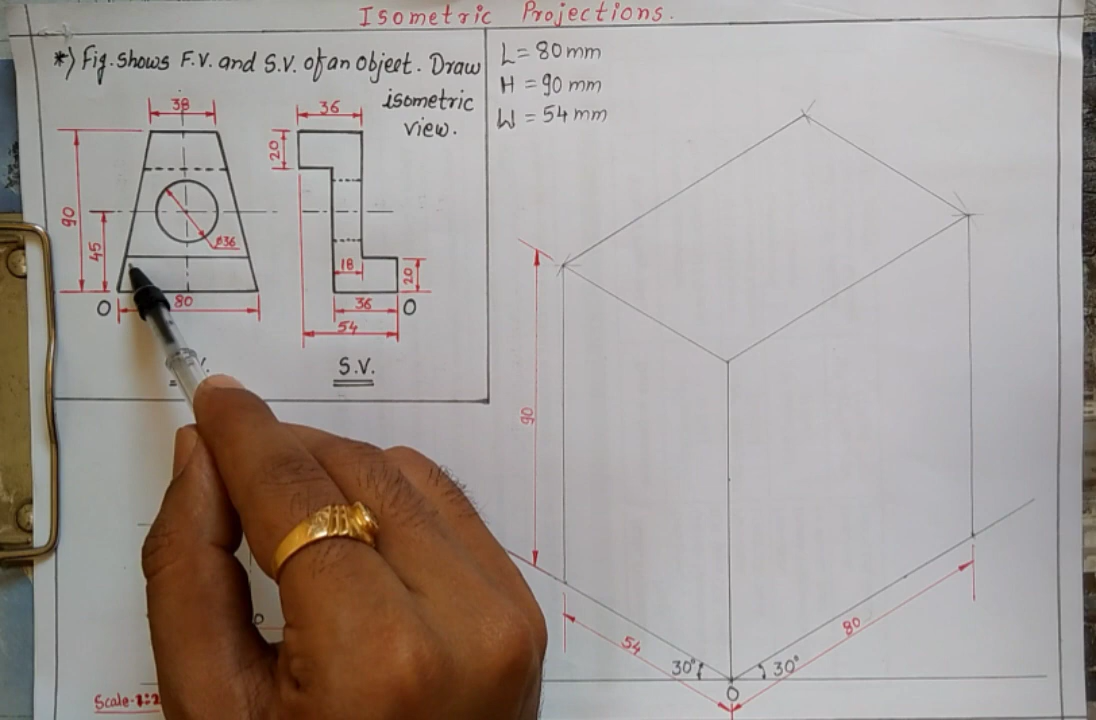 Isometric Projections.
*) Fig. shows F.V. and S.V. of an object. Draw
isometric
view.
L = 80 mm
H = 90 mm
W = 54 mm
38
36
20
90
45
ø36
18
20
O
80
36
O
54
S.V.
90
54
30°
30°
80
O
Scale-1:2